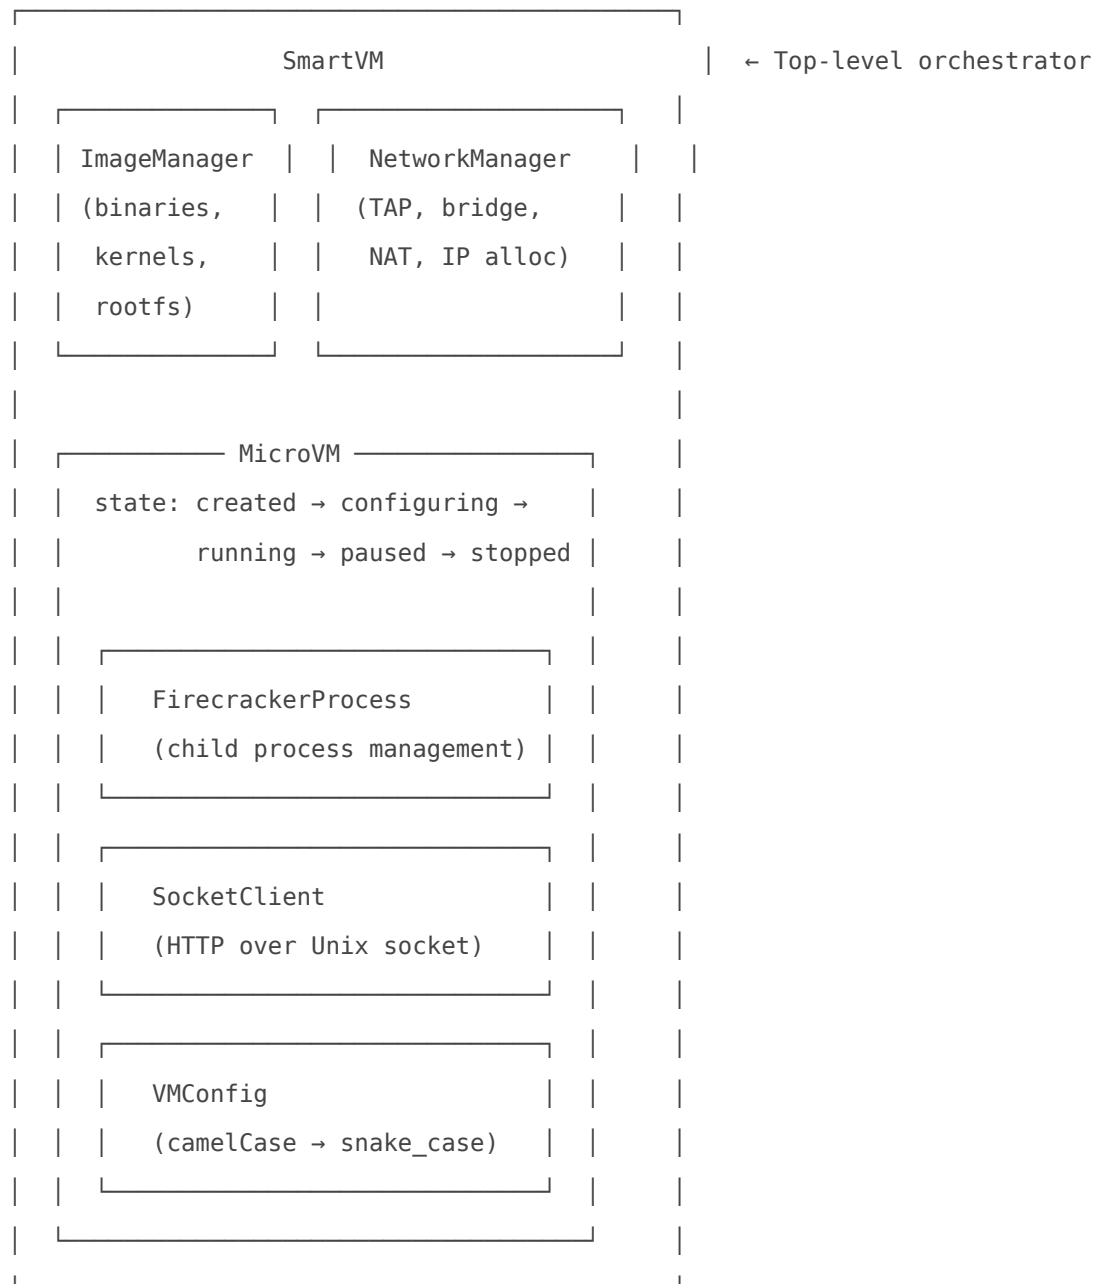 SmartVM ← Top-level orchestrator
ImageManager NetworkManager
(binaries, (TAP, bridge,
kernels, NAT, IP alloc)
rootfs)
MicroVM
state: created → configuring →
running → paused → stopped
FirecrackerProcess
(child process management)
SocketClient
(HTTP over Unix socket)
VMConfig
(camelCase → snake_case)